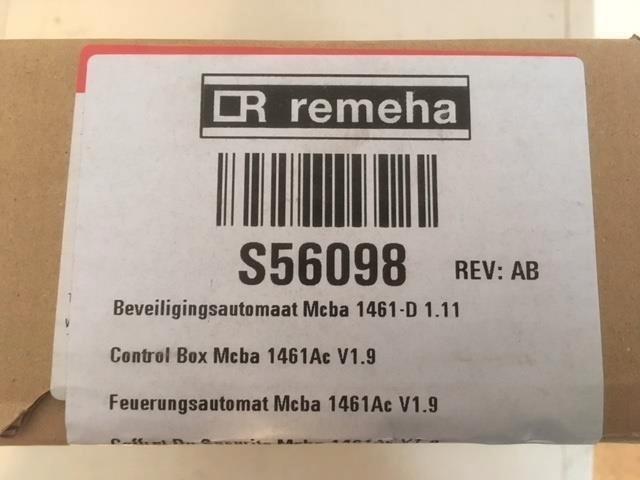 remeha
S56098 REV: AB
Beveiligingsautomaat Mcba 1461-D 1.11
Control Box Mcba 1461Ac V1.9
Feuerungsautomat Mcba 1461Ac V1.9